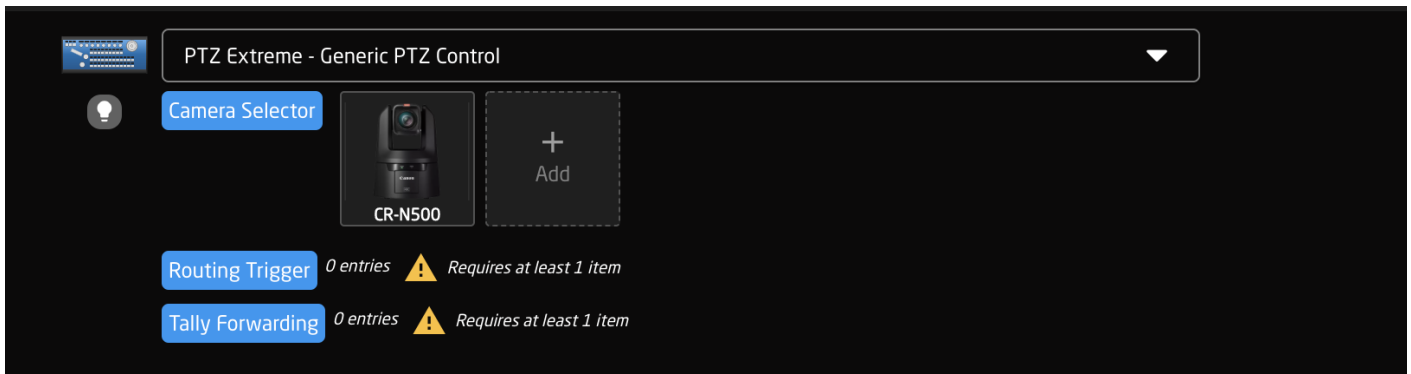 PTZ Extreme - Generic PTZ Control
Camera Selector
Canon
CR-N500
+
Add
Routing Trigger 0 entries Requires at least 1 item
Tally Forwarding 0 entries Requires at least 1 item